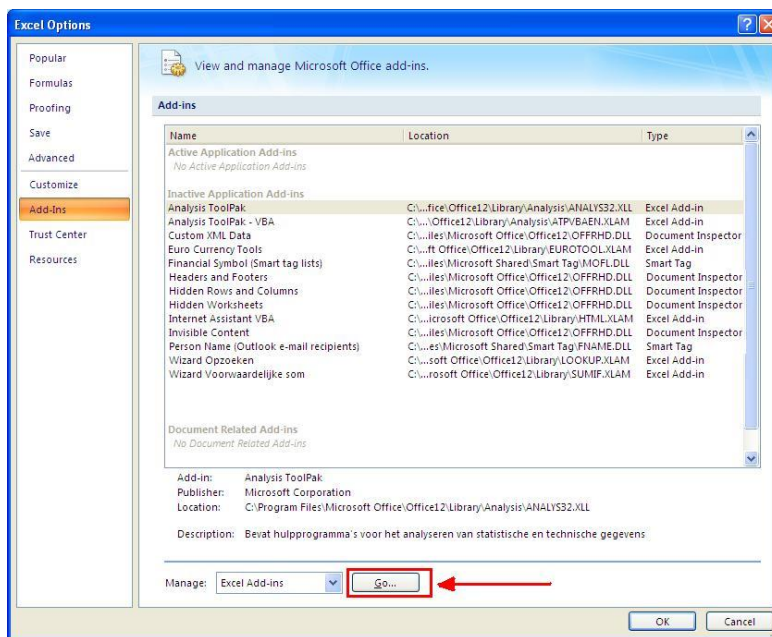 Excel Options
Popular
Formulas
Proofing
Save
Advanced
Customize
Add-Ins
Trust Center
Resources
View and manage Microsoft Office add-ins.
Add-ins
Name Location Type
Active Application Add-ins
No Active Application Add-ins
Inactive Application Add-ins
Analysis ToolPak C:\...fice\Office12\Library\Analysis\ANALYS32.XLL Excel Add-in
Analysis ToolPak - VBA C:\...\Office12\Library\Analysis\ATPVBAEN.XLAM Excel Add-in
Custom XML Data C:\...iles\Microsoft Office\Office12\OFFRHD.DLL Document Inspector
Euro Currency Tools C:\...ft Office\Office12\Library\EUROTOOL.XLAM Excel Add-in
Financial Symbol (Smart tag lists) C:\...iles\Microsoft Shared\Smart Tag\MOFL.DLL Smart Tag
Headers and Footers C:\...iles\Microsoft Office\Office12\OFFRHD.DLL Document Inspector
Hidden Rows and Columns C:\...iles\Microsoft Office\Office12\OFFRHD.DLL Document Inspector
Hidden Worksheets C:\...iles\Microsoft Office\Office12\OFFRHD.DLL Document Inspector
Internet Assistant VBA C:\...icrosoft Office\Office12\Library\HTML.XLAM Excel Add-in
Invisible Content C:\...iles\Microsoft Office\Office12\OFFRHD.DLL Document Inspector
Person Name (Outlook e-mail recipients) C:\...es\Microsoft Shared\Smart Tag\FNAME.DLL Smart Tag
Wizard Opzoeken C:\...soft Office\Office12\Library\LOOKUP.XLAM Excel Add-in
Wizard Voorwaardelijke som C:\...rosoft Office\Office12\Library\SUMIF.XLAM Excel Add-in
Document Related Add-ins
No Document Related Add-ins
Add-in: Analysis ToolPak
Publisher: Microsoft Corporation
Location: C:\Program Files\Microsoft Office\Office12\Library\Analysis\ANALYS32.XLL
Description: Bevat hulpprogramma's voor het analyseren van statistische en technische gegevens
Manage: Excel Add-ins Go...
OK Cancel